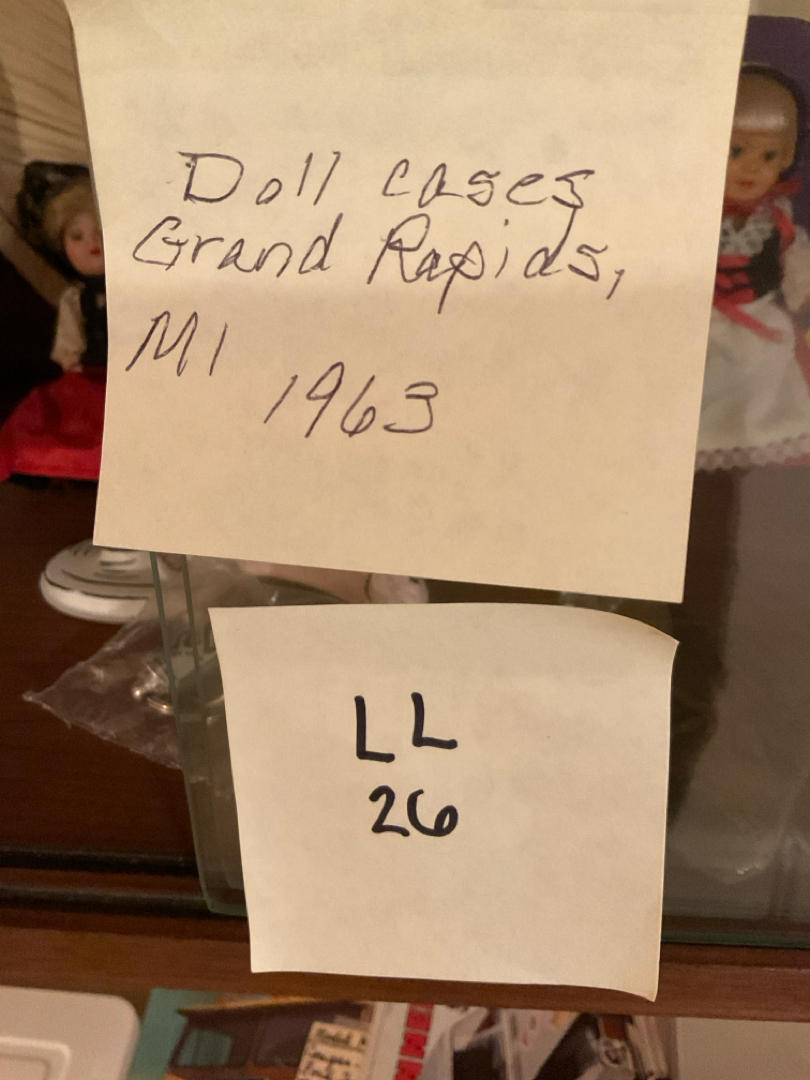 Doll cases
Grand Rapids,
MI
1963
LL
26